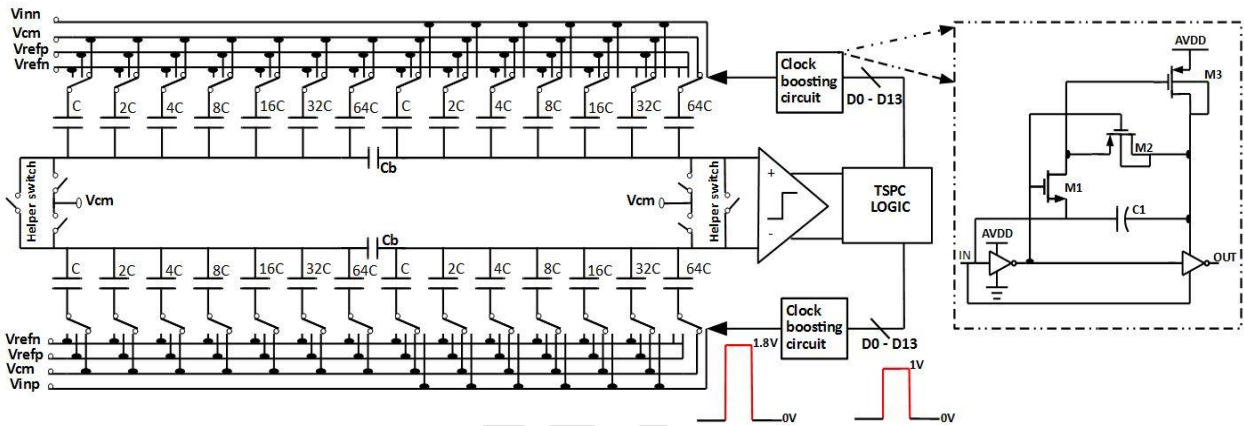 Vinn
Vcm
Vrefp
Vrefn
C 2C 4C 8C 16C 32C 64C C 2C 4C 8C 16C 32C 64C
Clock boosting circuit
D0 - D13
Cb
Helper switch
Vcm
Vcm
Helper switch
+
-
TSPC LOGIC
Cb
C 2C 4C 8C 16C 32C 64C C 2C 4C 8C 16C 32C 64C
Vrefn
Vrefp
Vcm
Vinp
Clock boosting circuit
D0 - D13
1.8V
0V
1V
0V
AVDD
M3
M2
M1
C1
AVDD
IN
OUT